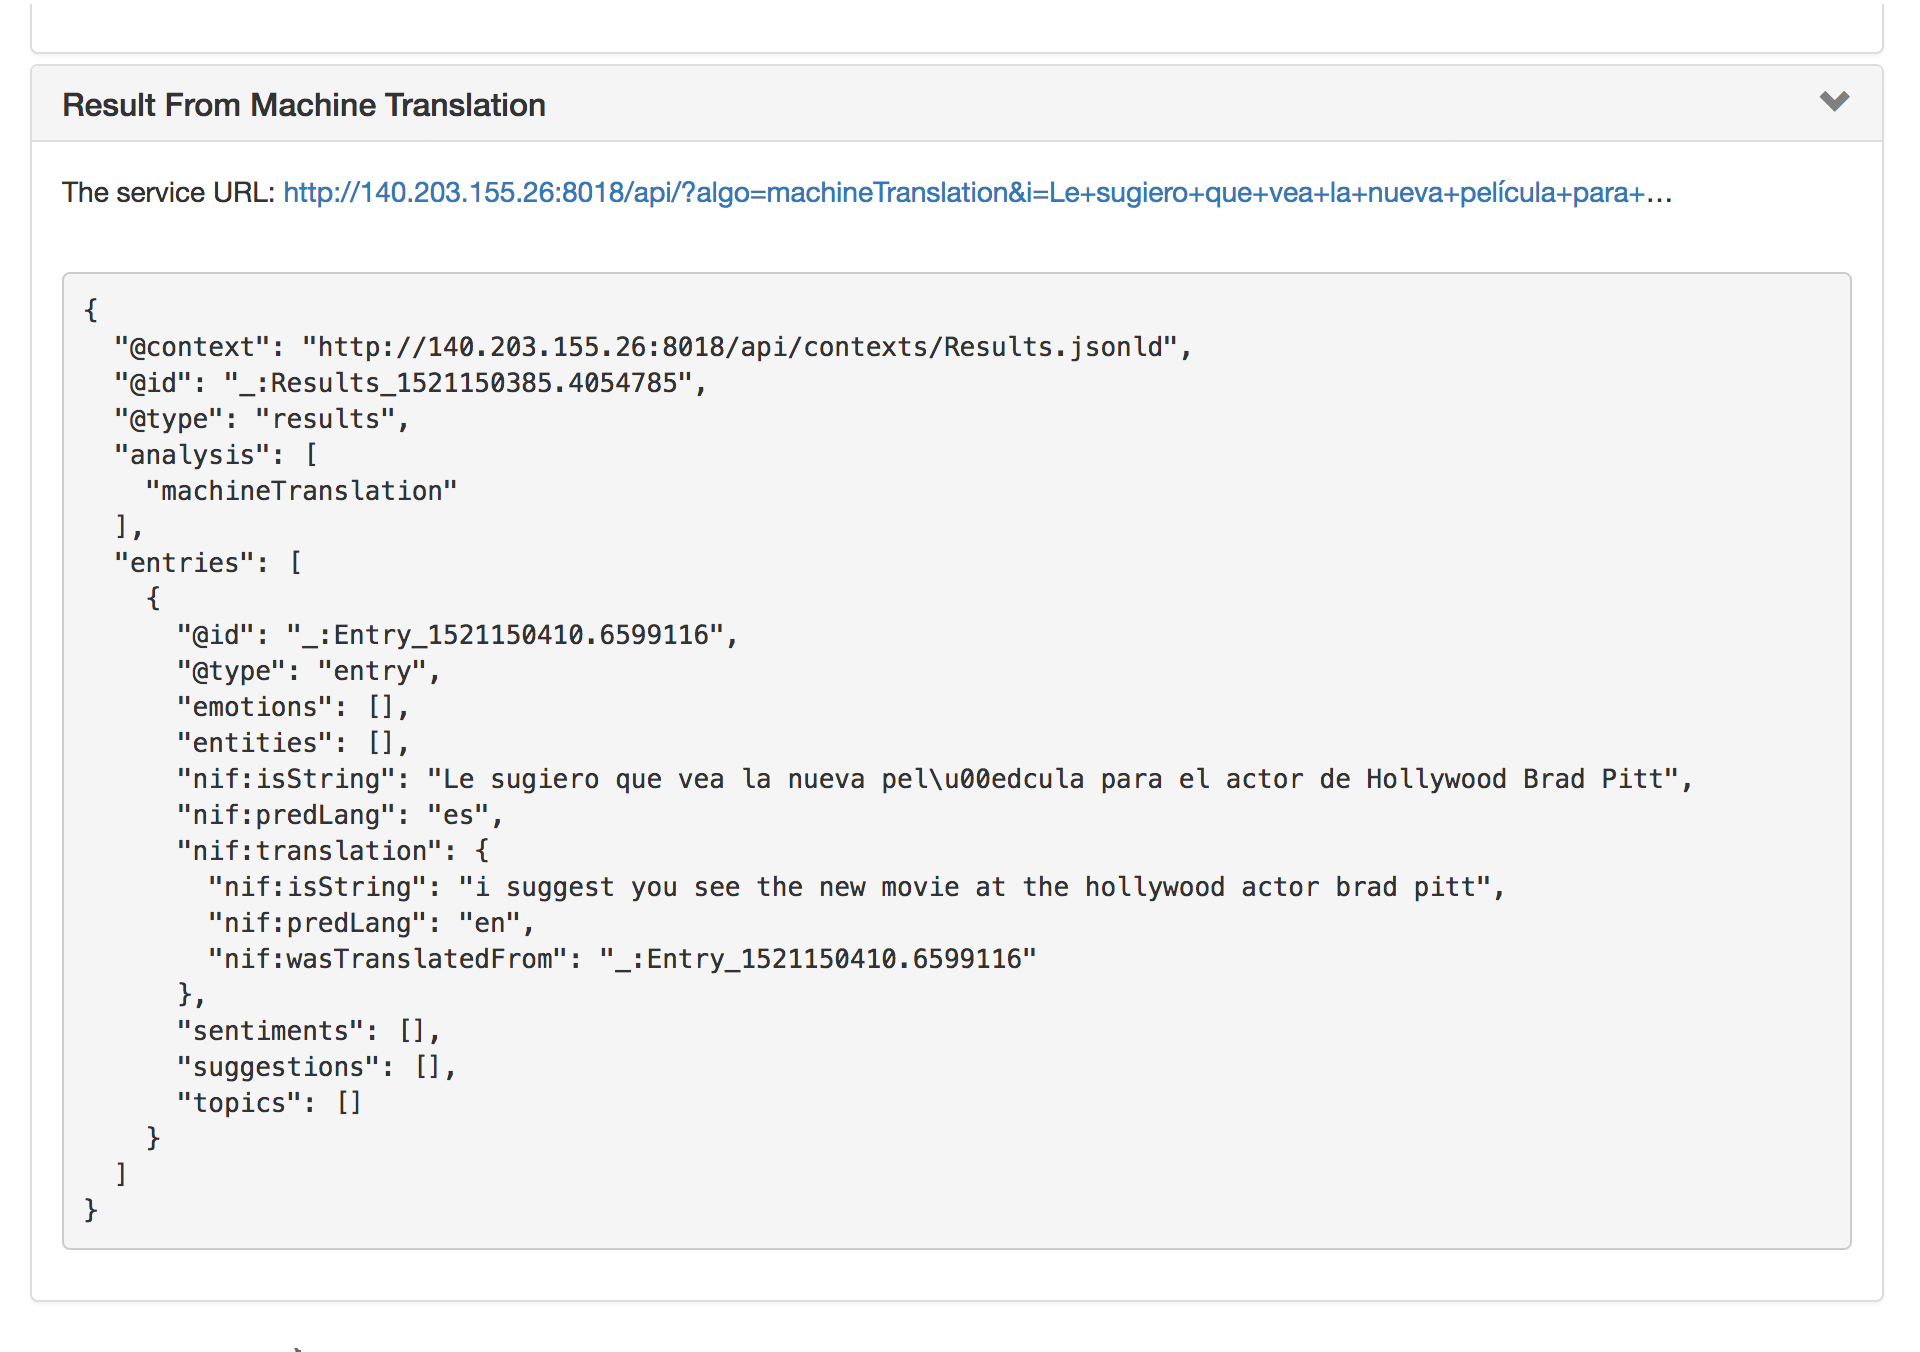 Result From Machine Translation
The service URL: http://140.203.155.26:8018/api/?algo=machineTranslation&i=Le+sugiero+que+vea+la+nueva+película+para+...
{
  "@context": "http://140.203.155.26:8018/api/contexts/Results.jsonld",
  "@id": "_:Results_1521150385.4054785",
  "@type": "results",
  "analysis": [
    "machineTranslation"
  ],
  "entries": [
    {
      "@id": "_:Entry_1521150410.6599116",
      "@type": "entry",
      "emotions": [],
      "entities": [],
      "nif:isString": "Le sugiero que vea la nueva pel\u00edcula para el actor de Hollywood Brad Pitt",
      "nif:predLang": "es",
      "nif:translation": {
        "nif:isString": "i suggest you see the new movie at the hollywood actor brad pitt",
        "nif:predLang": "en",
        "nif:wasTranslatedFrom": "_:Entry_1521150410.6599116"
      },
      "sentiments": [],
      "suggestions": [],
      "topics": []
    }
  ]
}